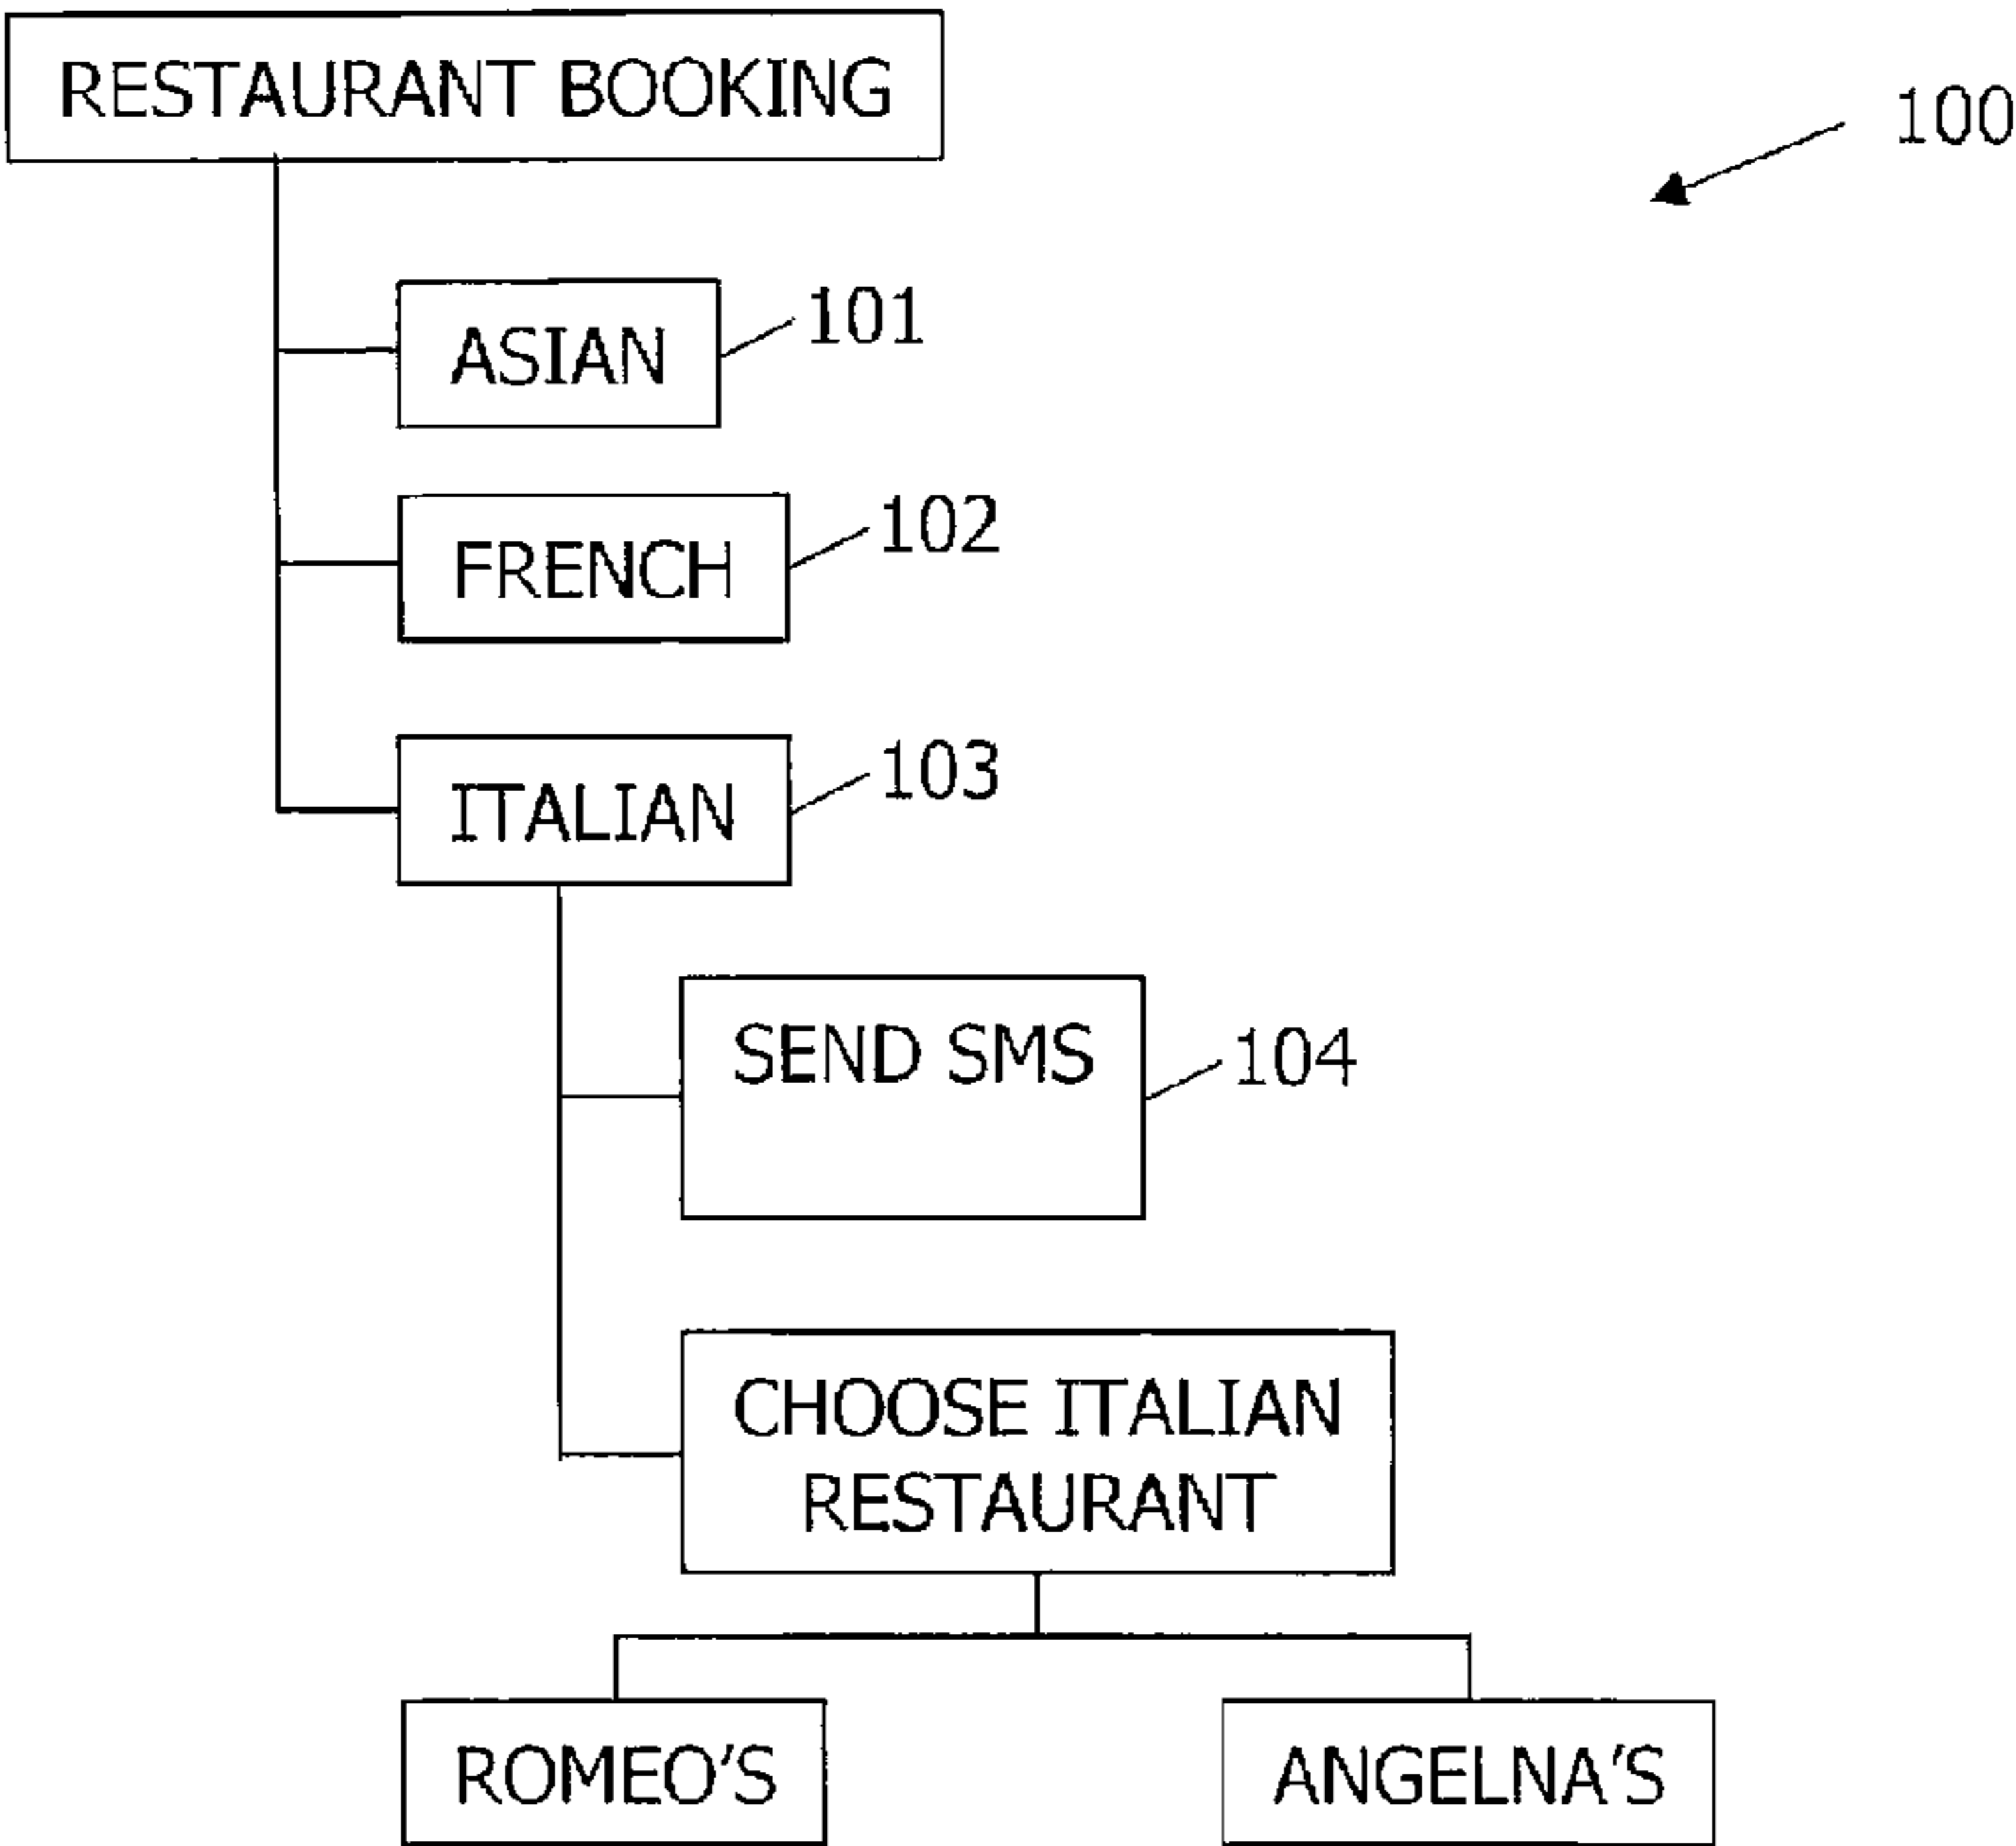 RESTAURANT BOOKING
100
ASIAN
101
FRENCH
102
ITALIAN
103
SEND SMS
104
CHOOSE ITALIAN
RESTAURANT
ROMEO'S
ANGELNA'S